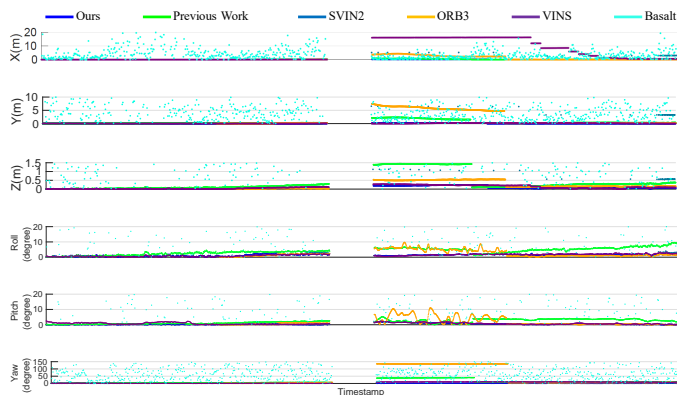 Ours Previous Work SVIN2 ORB3 VINS Basalt
X(m)
20
10
0
Y(m)
10
5
0
Z(m)
1.5
1
0.5
0
Roll
(degree)
20
10
0
Pitch
(degree)
20
10
0
Yaw
(degree)
150
100
50
0
Timestamp